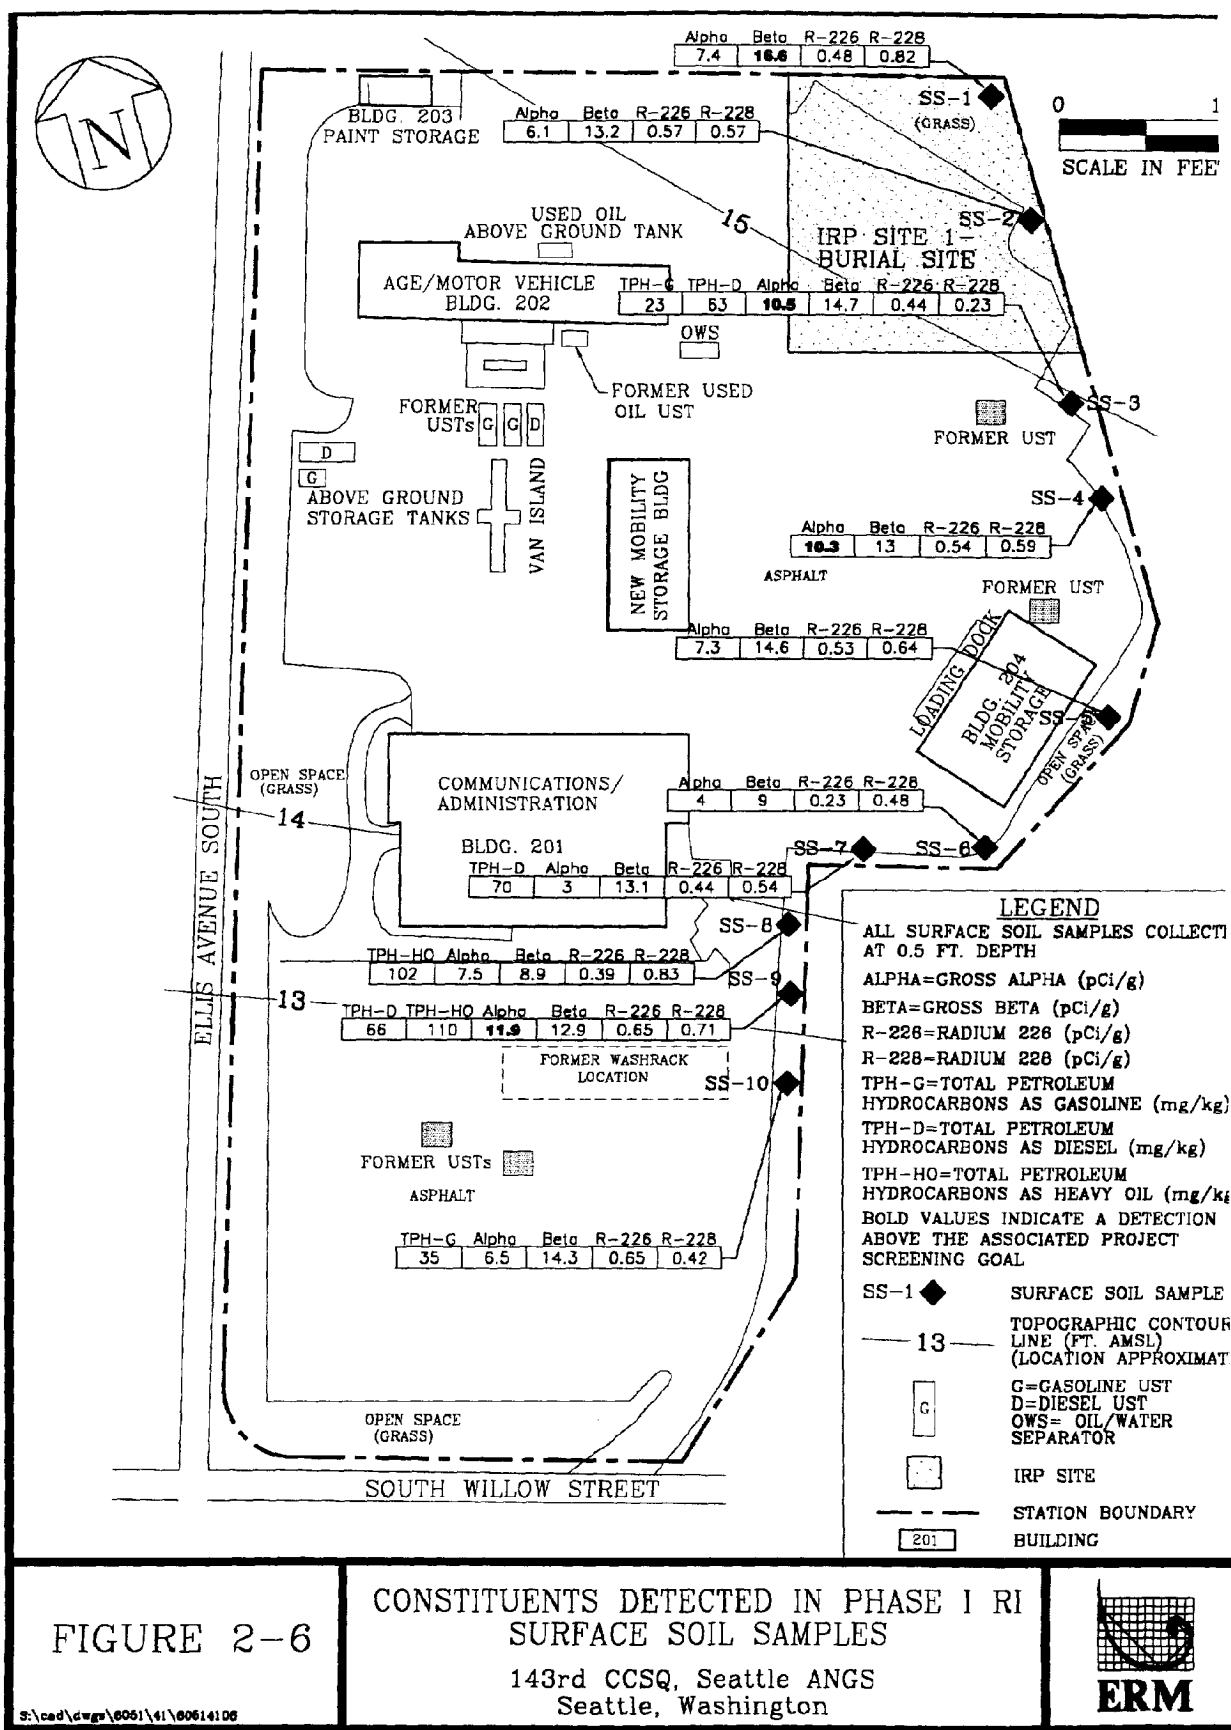 Alpha Beta R-226 R-228
7.4 16.6 0.48 0.82
SS-1
(GRASS)
0 1
SCALE IN FEE
N
BLDG. 203
PAINT STORAGE
Alpha Beta R-226 R-228
6.1 13.2 0.57 0.57
SS-2
15
USED OIL
ABOVE GROUND TANK
IRP SITE 1-
BURIAL SITE
AGE/MOTOR VEHICLE
BLDG. 202
TPH-G TPH-D Alpha Beta R-226 R-228
23 53 10.5 14.7 0.44 0.23
OWS
FORMER USED
OIL UST
SS-3
FORMER
USTs
G G D
FORMER UST
D
G
ABOVE GROUND
STORAGE TANKS
VAN ISLAND
NEW MOBILITY
STORAGE BLDG
SS-4
Alpha Beta R-226 R-228
10.3 13 0.54 0.59
ASPHALT
FORMER UST
Alpha Beta R-226 R-228
7.3 14.6 0.53 0.64
LOADING DOCK
BLDG. 204
MOBILITY
STORAGE
OPEN SPACE
(GRASS)
OPEN SPACE
(GRASS)
ELLIS AVENUE SOUTH
14
COMMUNICATIONS/
ADMINISTRATION
BLDG. 201
Alpha Beta R-226 R-228
4 9 0.23 0.48
SS-7
SS-6
TPH-D Alpha Beta R-226 R-228
70 3 13.1 0.44 0.54
SS-8
TPH-HO Alpha Beta R-226 R-228
102 7.5 8.9 0.39 0.83
SS-9
13
TPH-D TPH-HO Alpha Beta R-226 R-228
66 110 11.9 12.9 0.65 0.71
FORMER WASHRACK
LOCATION
SS-10
FORMER USTs
ASPHALT
TPH-G Alpha Beta R-226 R-228
35 6.5 14.3 0.65 0.42
OPEN SPACE
(GRASS)
SOUTH WILLOW STREET
LEGEND
ALL SURFACE SOIL SAMPLES COLLECT
AT 0.5 FT. DEPTH
ALPHA=GROSS ALPHA (pCi/g)
BETA=GROSS BETA (pCi/g)
R-226=RADIUM 226 (pCi/g)
R-228=RADIUM 228 (pCi/g)
TPH-G=TOTAL PETROLEUM
HYDROCARBONS AS GASOLINE (mg/kg)
TPH-D=TOTAL PETROLEUM
HYDROCARBONS AS DIESEL (mg/kg)
TPH-HO=TOTAL PETROLEUM
HYDROCARBONS AS HEAVY OIL (mg/kg
BOLD VALUES INDICATE A DETECTION
ABOVE THE ASSOCIATED PROJECT
SCREENING GOAL
SS-1 SURFACE SOIL SAMPLE
13 TOPOGRAPHIC CONTOUR
LINE (FT. AMSL)
(LOCATION APPROXIMAT
G G=GASOLINE UST
D=DIESEL UST
OWS= OIL/WATER
SEPARATOR
IRP SITE
STATION BOUNDARY
201 BUILDING
FIGURE 2-6
S:\cad\dwgs\6051\41\60514106
CONSTITUENTS DETECTED IN PHASE I RI
SURFACE SOIL SAMPLES
143rd CCSQ, Seattle ANGS
Seattle, Washington
ERM